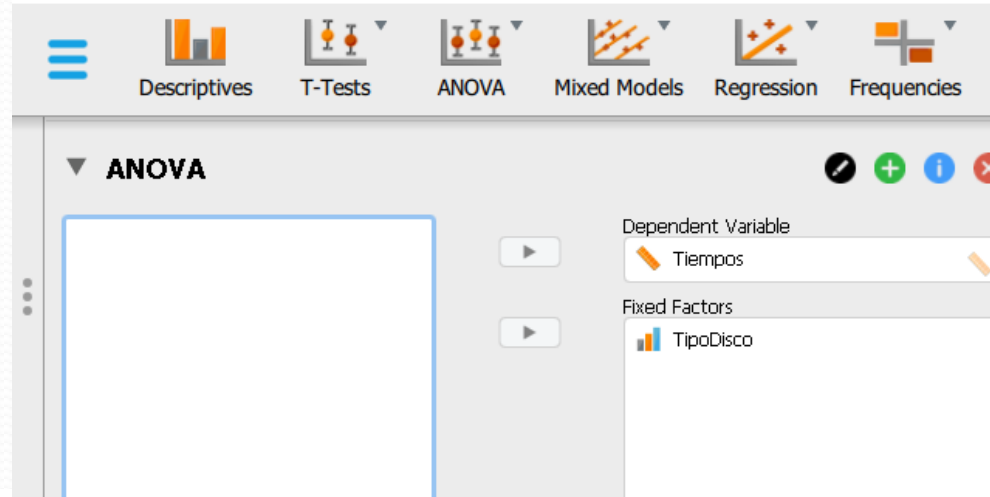 Descriptives T-Tests ANOVA Mixed Models Regression Frequencies
ANOVA
Dependent Variable
Tiempos
Fixed Factors
TipoDisco